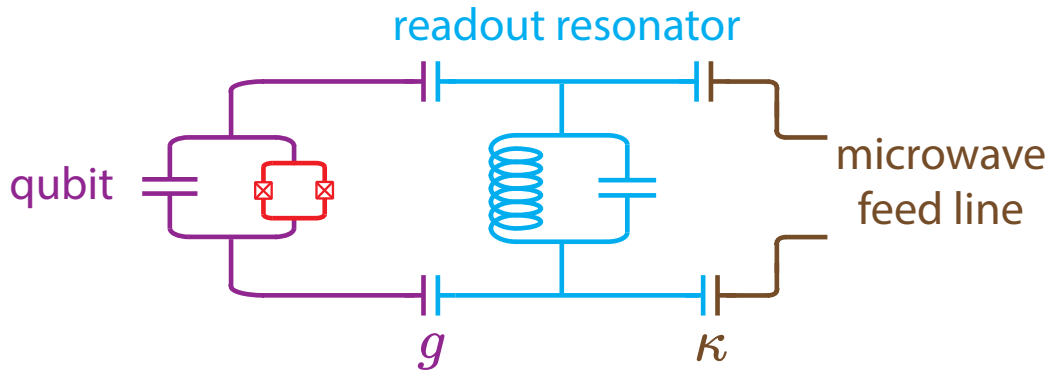 readout resonator
qubit
microwave
feed line
g
κ